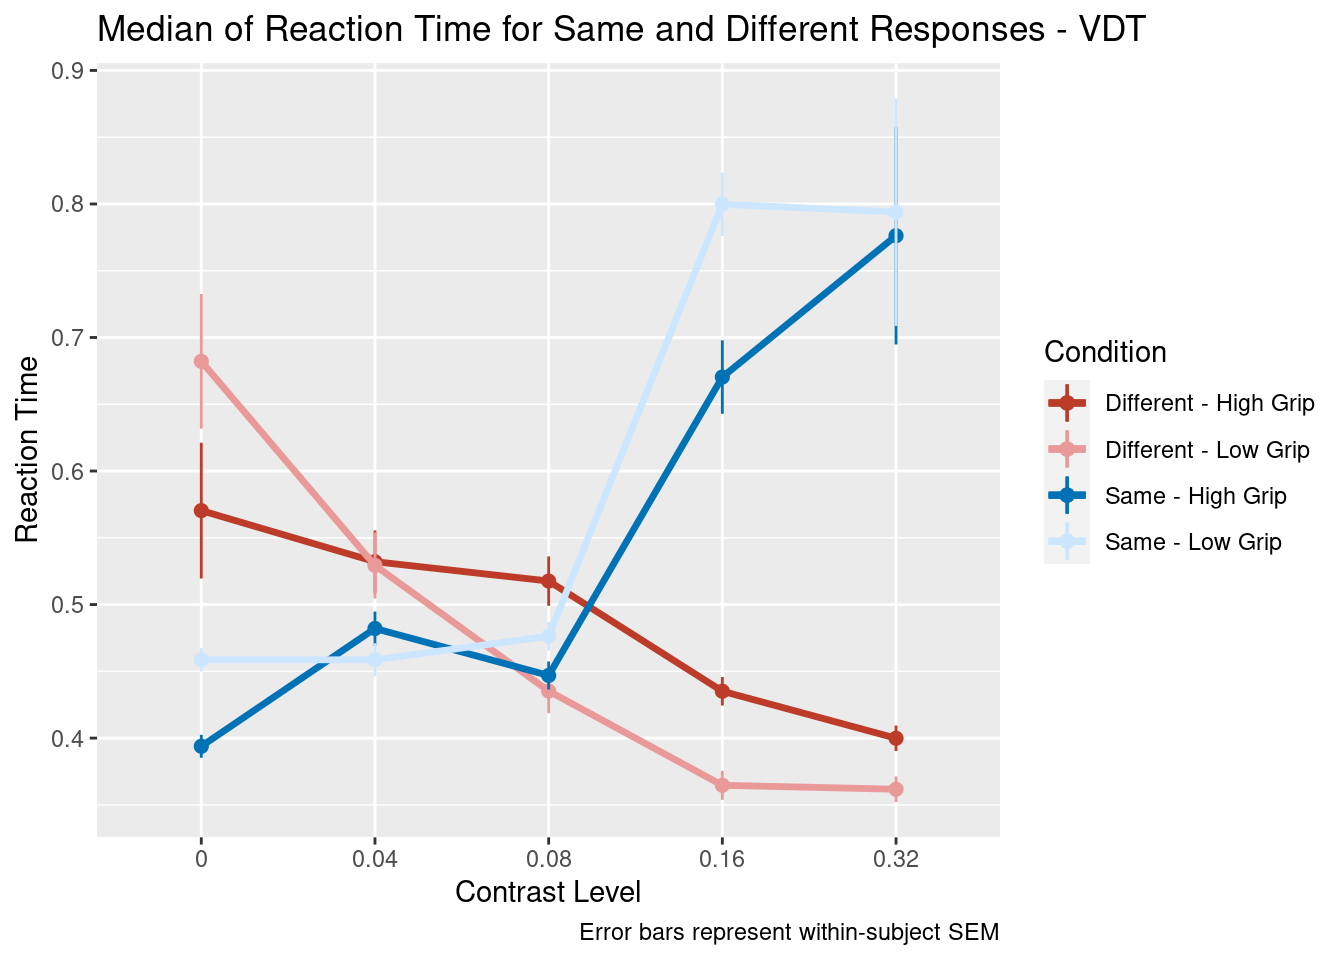 Median of Reaction Time for Same and Different Responses - VDT
0.9
0.8
0.7
0.6
0.5
0.4
Reaction Time
0
0.04
0.08
0.16
0.32
Contrast Level
Error bars represent within-subject SEM
Condition
Different - High Grip
Different - Low Grip
Same - High Grip
Same - Low Grip